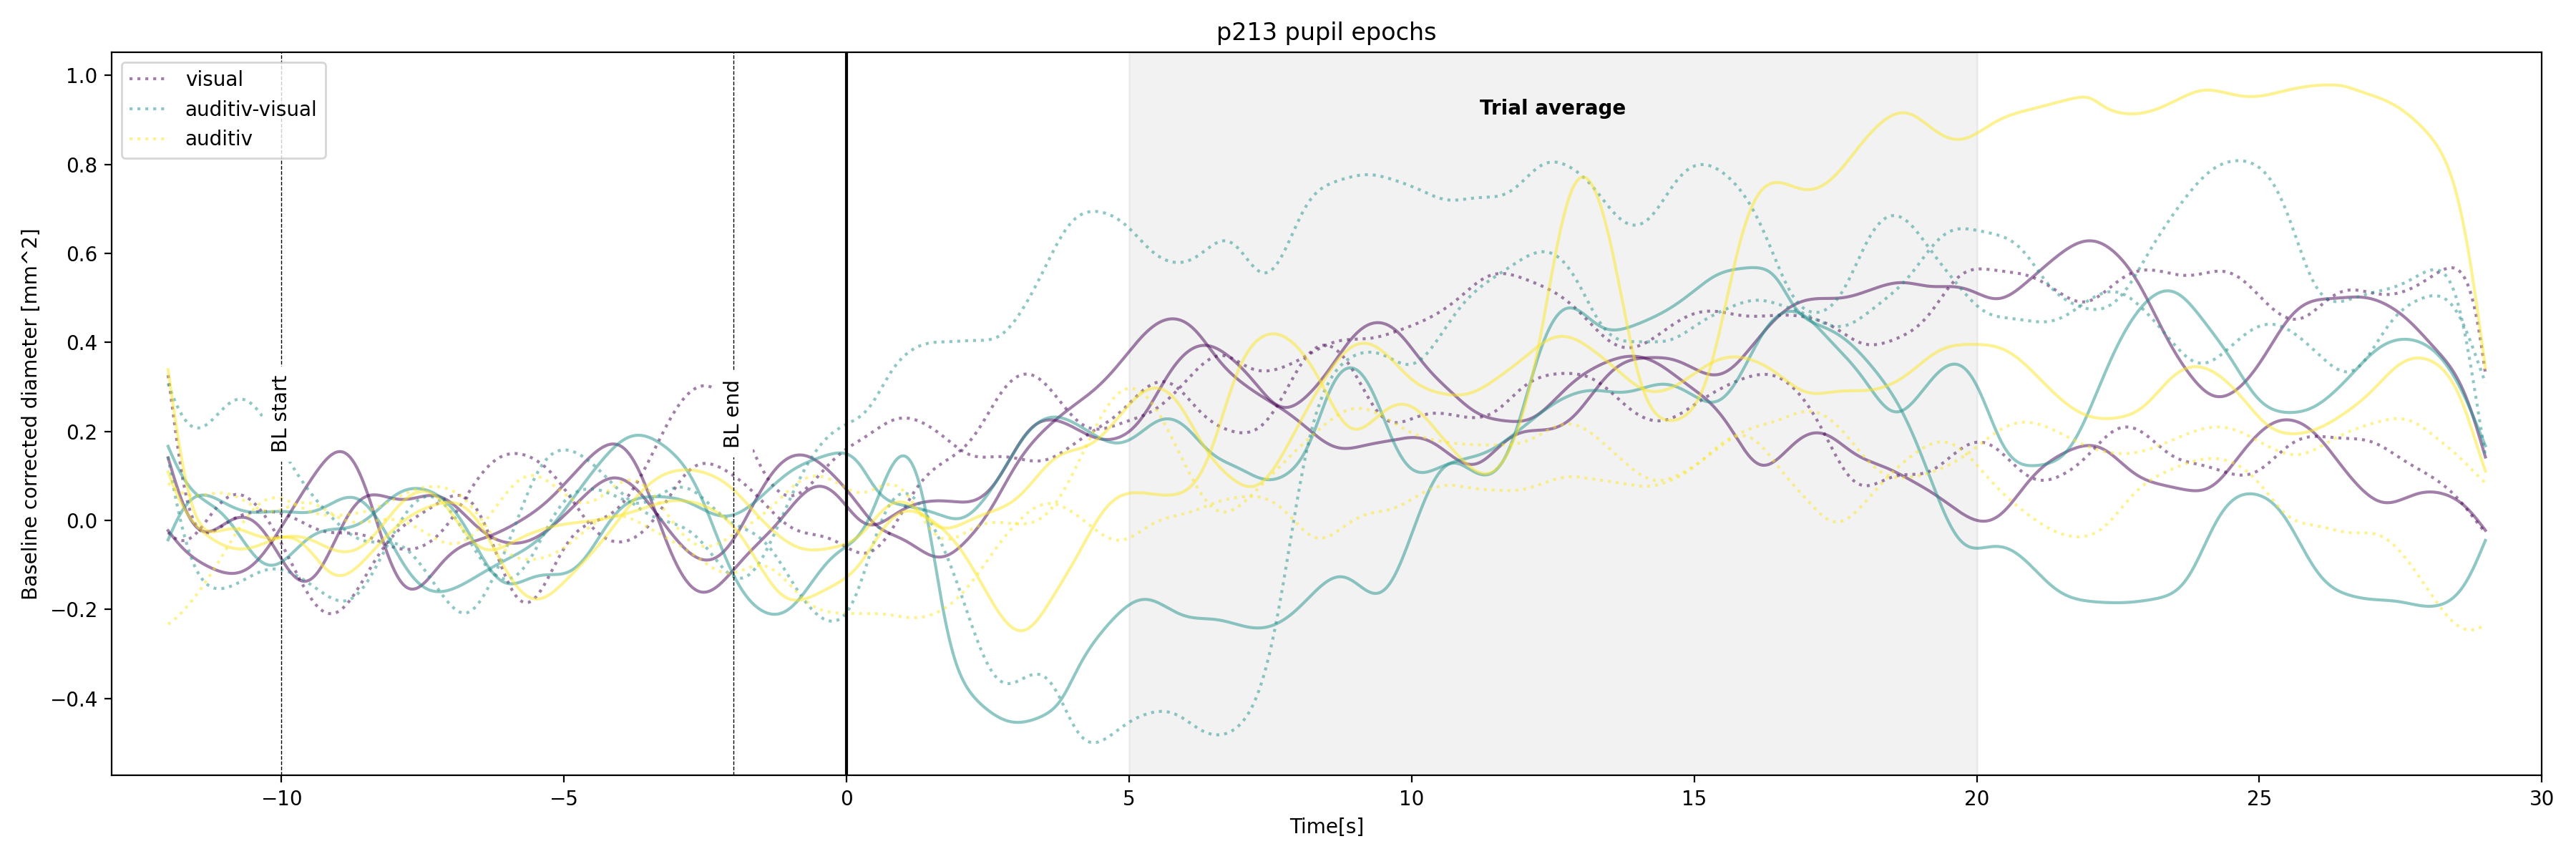 p213 pupil epochs
visual
auditiv-visual
auditiv
Trial average
BL start
BL end
Baseline corrected diameter [mm^2]
1.0
0.8
0.6
0.4
0.2
0.0
−0.2
−0.4
−10
−5
0
5
10
15
20
25
30
Time[s]